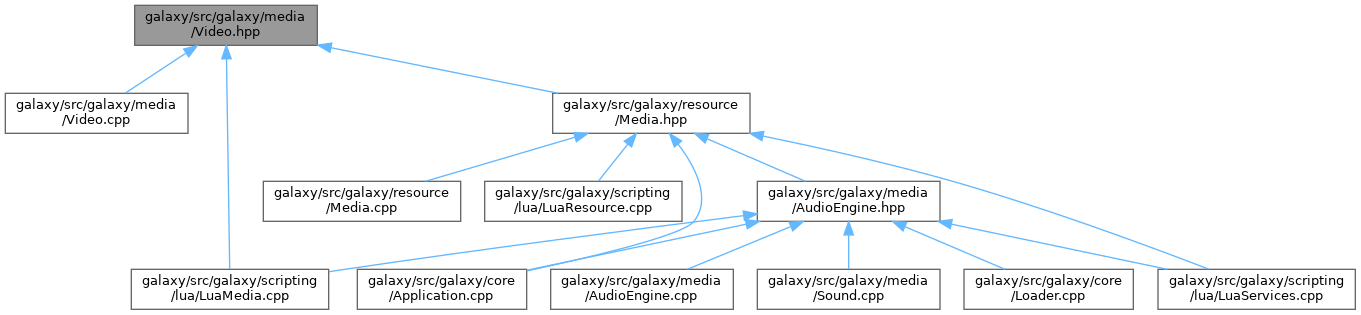 galaxy/src/galaxy/media
/Video.hpp
galaxy/src/galaxy/media
/Video.cpp
galaxy/src/galaxy/resource
/Media.hpp
galaxy/src/galaxy/resource
/Media.cpp
galaxy/src/galaxy/scripting
/lua/LuaResource.cpp
galaxy/src/galaxy/media
/AudioEngine.hpp
galaxy/src/galaxy/scripting
/lua/LuaMedia.cpp
galaxy/src/galaxy/core
/Application.cpp
galaxy/src/galaxy/media
/AudioEngine.cpp
galaxy/src/galaxy/media
/Sound.cpp
galaxy/src/galaxy/core
/Loader.cpp
galaxy/src/galaxy/scripting
/lua/LuaServices.cpp